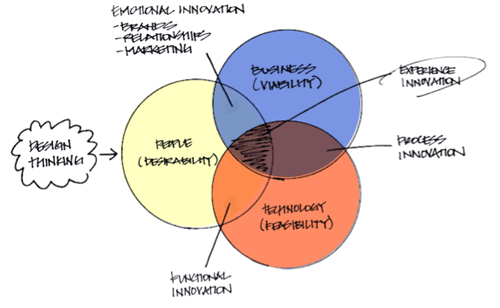 EMOTIONAL INNOVATION
-BRANDS
-RELATIONSHIPS
-MARKETING
BUSINESS
(VIABILITY)
EXPERIENCE
INNOVATION
DESIGN
THINKING
PEOPLE
(DESIRABILITY)
PROCESS
INNOVATION
TECHNOLOGY
(FEASIBILITY)
FUNCTIONAL
INNOVATION